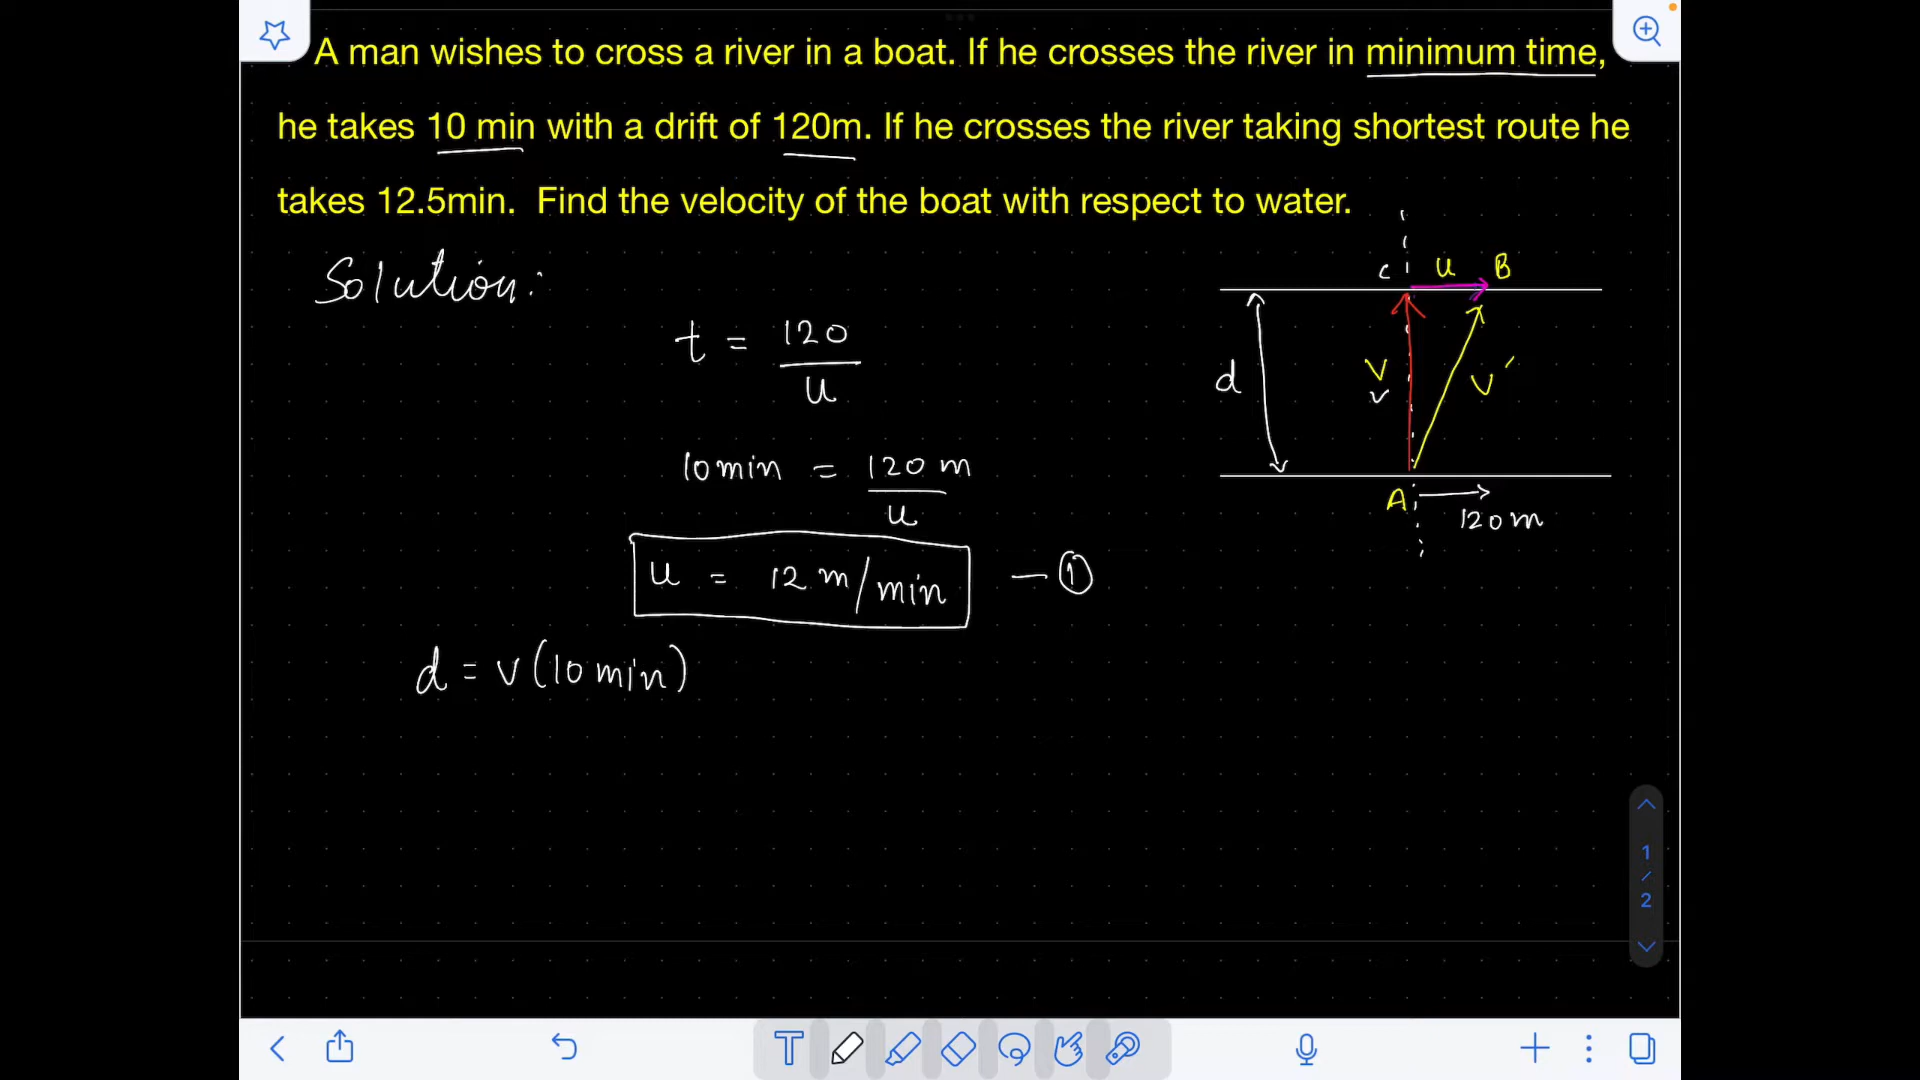 A man wishes to cross a river in a boat. If he crosses the river in minimum time,
he takes 10 min with a drift of 120m. If he crosses the river taking shortest route he
takes 12.5min. Find the velocity of the boat with respect to water.
Solution:
t = 120 / u
10 min = 120 m / u
u = 12 m/min — ①
d = v (10 min)
C u B
d
v
v
v'
A
120 m
1
/
2
T